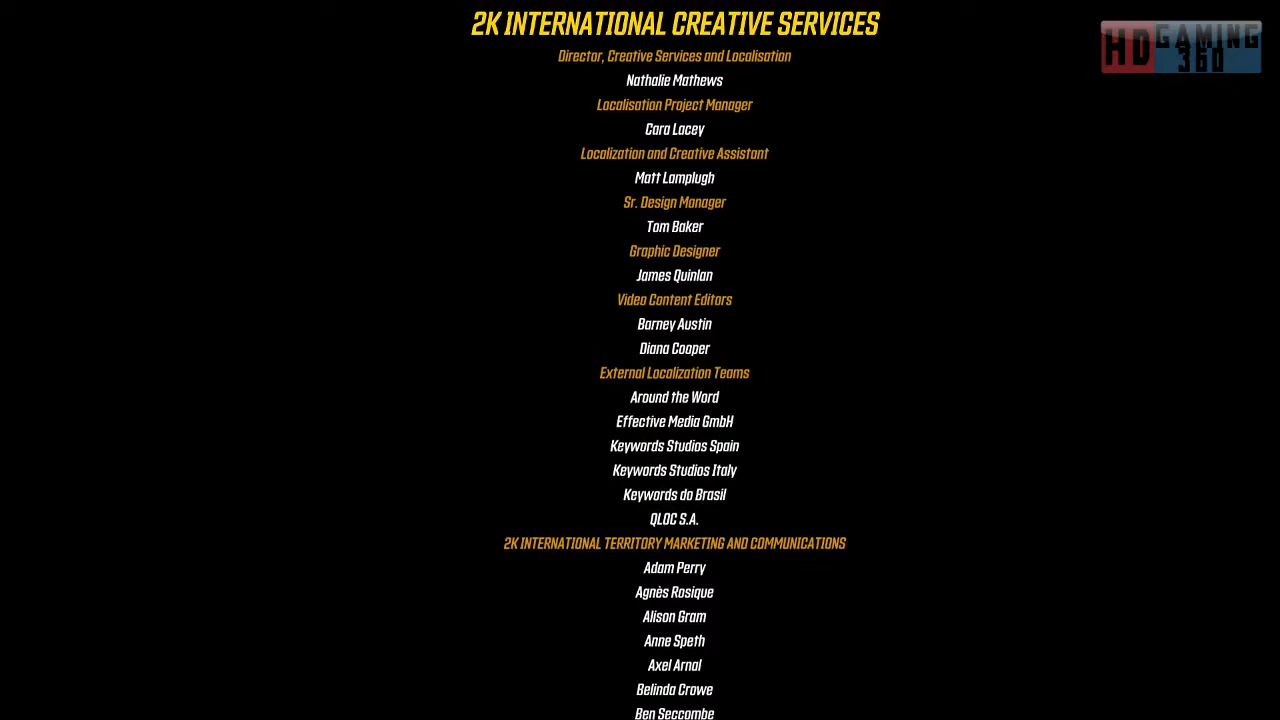 2K INTERNATIONAL CREATIVE SERVICES
Director, Creative Services and Localisation
Nathalie Mathews
Localisation Project Manager
Cara Lacey
Localization and Creative Assistant
Matt Lamplugh
Sr. Design Manager
Tom Baker
Graphic Designer
James Quinlan
Video Content Editors
Barney Austin
Diana Cooper
External Localization Teams
Around the Word
Effective Media GmbH
Keywords Studios Spain
Keywords Studios Italy
Keywords do Brasil
QLOC S.A.
2K INTERNATIONAL TERRITORY MARKETING AND COMMUNICATIONS
Adam Perry
Agnès Rosique
Alison Gram
Anne Speth
Axel Arnal
Belinda Crowe
Ben Seccombe
HD GAMING
360